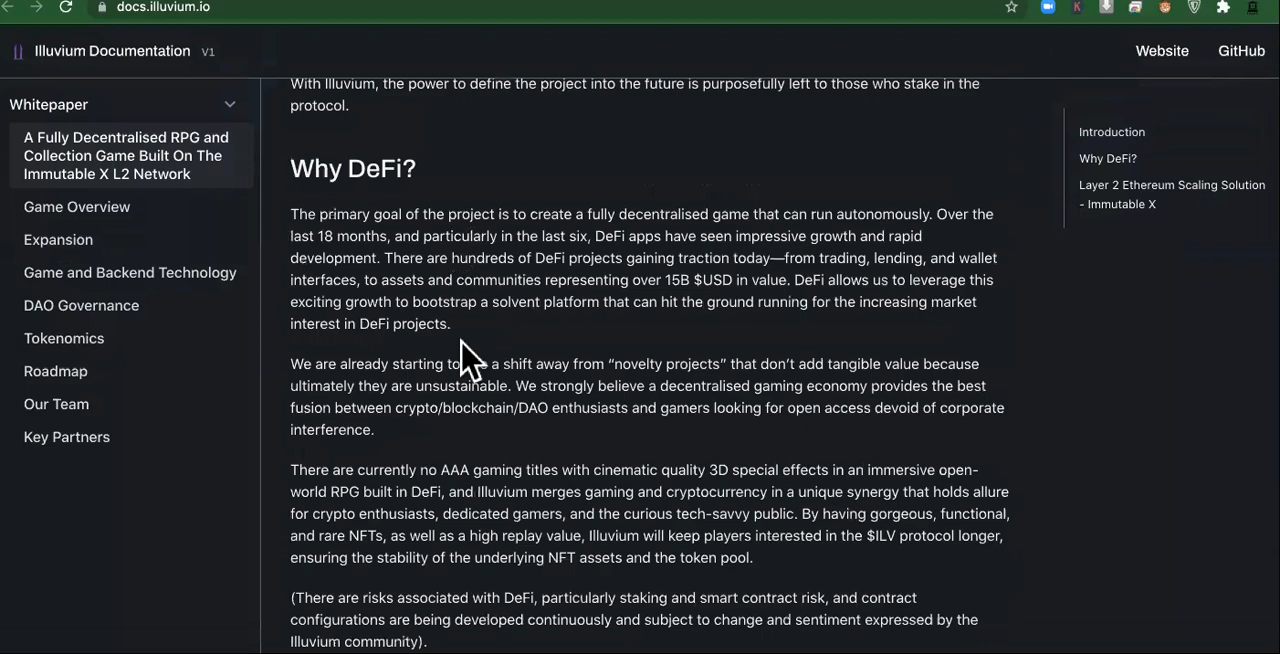 docs.illuvium.io
Illuvium Documentation V1
Website GitHub
Whitepaper
A Fully Decentralised RPG and
Collection Game Built On The
Immutable X L2 Network
Game Overview
Expansion
Game and Backend Technology
DAO Governance
Tokenomics
Roadmap
Our Team
Key Partners
With Illuvium, the power to define the project into the future is purposefully left to those who stake in the
protocol.
Why DeFi?
The primary goal of the project is to create a fully decentralised game that can run autonomously. Over the
last 18 months, and particularly in the last six, DeFi apps have seen impressive growth and rapid
development. There are hundreds of DeFi projects gaining traction today—from trading, lending, and wallet
interfaces, to assets and communities representing over 15B $USD in value. DeFi allows us to leverage this
exciting growth to bootstrap a solvent platform that can hit the ground running for the increasing market
interest in DeFi projects.
We are already starting to a shift away from “novelty projects” that don’t add tangible value because
ultimately they are unsustainable. We strongly believe a decentralised gaming economy provides the best
fusion between crypto/blockchain/DAO enthusiasts and gamers looking for open access devoid of corporate
interference.
There are currently no AAA gaming titles with cinematic quality 3D special effects in an immersive open-
world RPG built in DeFi, and Illuvium merges gaming and cryptocurrency in a unique synergy that holds allure
for crypto enthusiasts, dedicated gamers, and the curious tech-savvy public. By having gorgeous, functional,
and rare NFTs, as well as a high replay value, Illuvium will keep players interested in the $ILV protocol longer,
ensuring the stability of the underlying NFT assets and the token pool.
(There are risks associated with DeFi, particularly staking and smart contract risk, and contract
configurations are being developed continuously and subject to change and sentiment expressed by the
Illuvium community).
Introduction
Why DeFi?
Layer 2 Ethereum Scaling Solution
- Immutable X